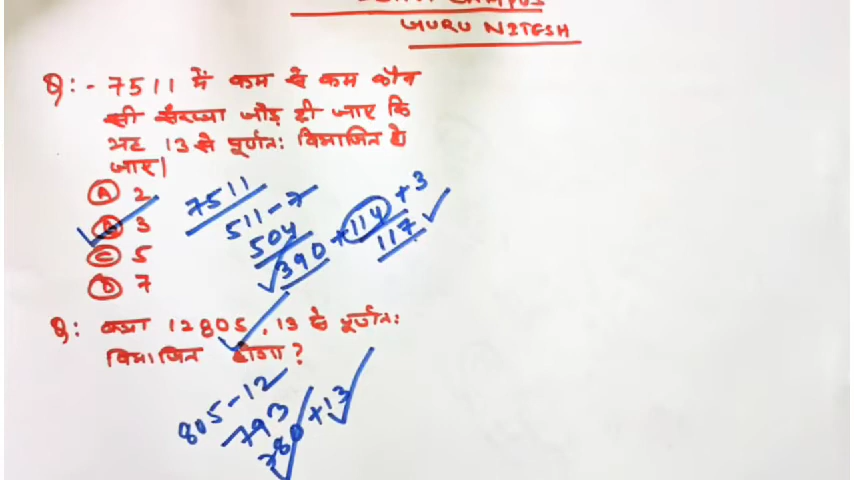 GURU NITESH
Q:- 7511 में कम से कम कौन
सी संख्या जोड़ दी जाए कि
यह 13 से पूर्णतः विभाजित हो
जाए।
A 2
B 3
C 5
D 7
7511
511-7
504
390 + 114 + 3
117
Q: क्या 12805, 13 से पूर्णतः
विभाजित होगा?
805-12
793
780 + 13